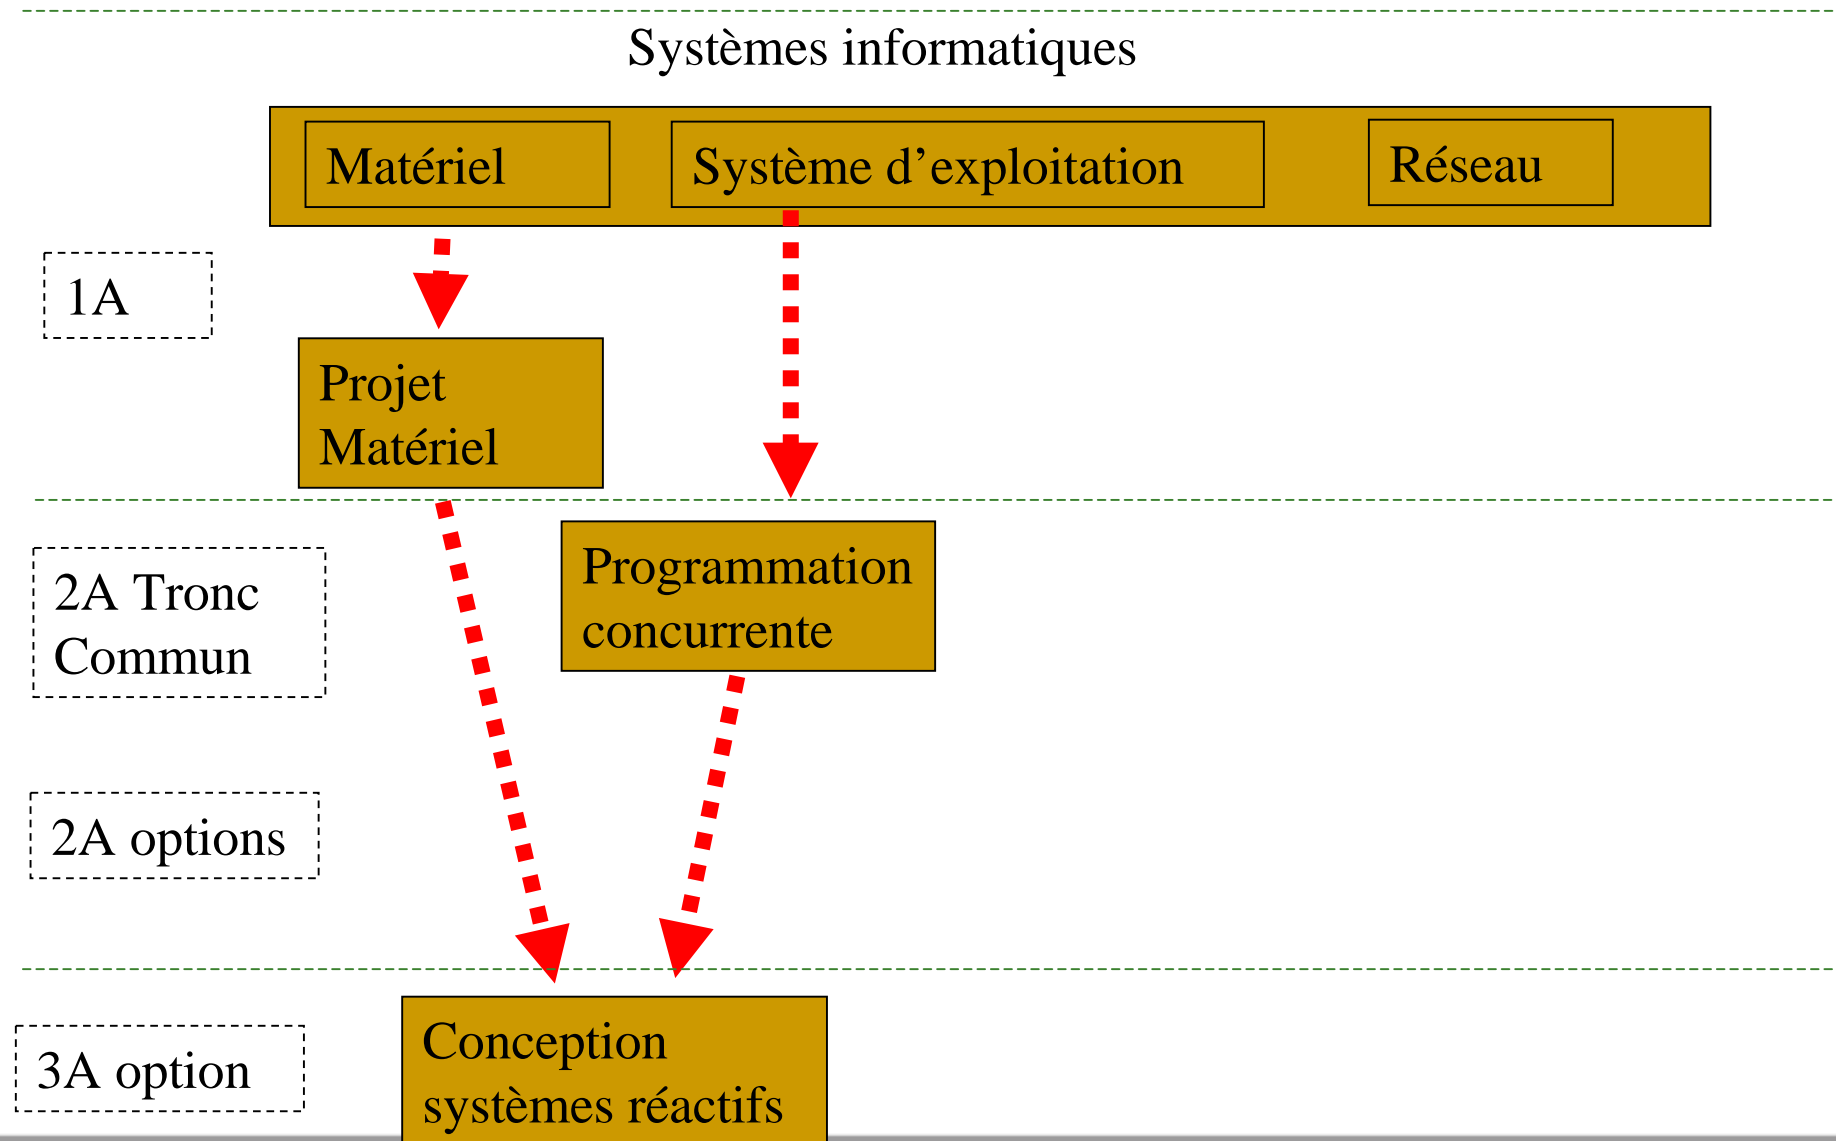 Systèmes informatiques
Matériel
Système d’exploitation
Réseau
1A
Projet
Matériel
2A Tronc
Commun
Programmation
concurrente
2A options
3A option
Conception
systèmes réactifs